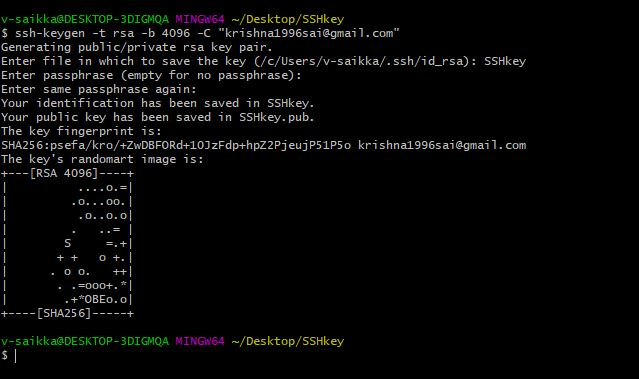 v-saikka@DESKTOP-3DIGMQA MINGW64 ~/Desktop/SSHkey
$ ssh-keygen -t rsa -b 4096 -C "krishna1996sai@gmail.com"
Generating public/private rsa key pair.
Enter file in which to save the key (/c/Users/v-saikka/.ssh/id_rsa): SSHkey
Enter passphrase (empty for no passphrase):
Enter same passphrase again:
Your identification has been saved in SSHkey.
Your public key has been saved in SSHkey.pub.
The key fingerprint is:
SHA256:psefa/kro/+ZwDBFORd+1OJzFdp+hpZ2PjeujP51P5o krishna1996sai@gmail.com
The key's randomart image is:
+---[RSA 4096]----+
|          ....o.=|
|         .o...oo.|
|          .o..o.o|
|         .   ..= |
|        S     =.+|
|       + +   o +.|
|      . o o.   ++|
|       . .=ooo+.*|
|        .+*OBEo.o|
+----[SHA256]-----+
v-saikka@DESKTOP-3DIGMQA MINGW64 ~/Desktop/SSHkey
$